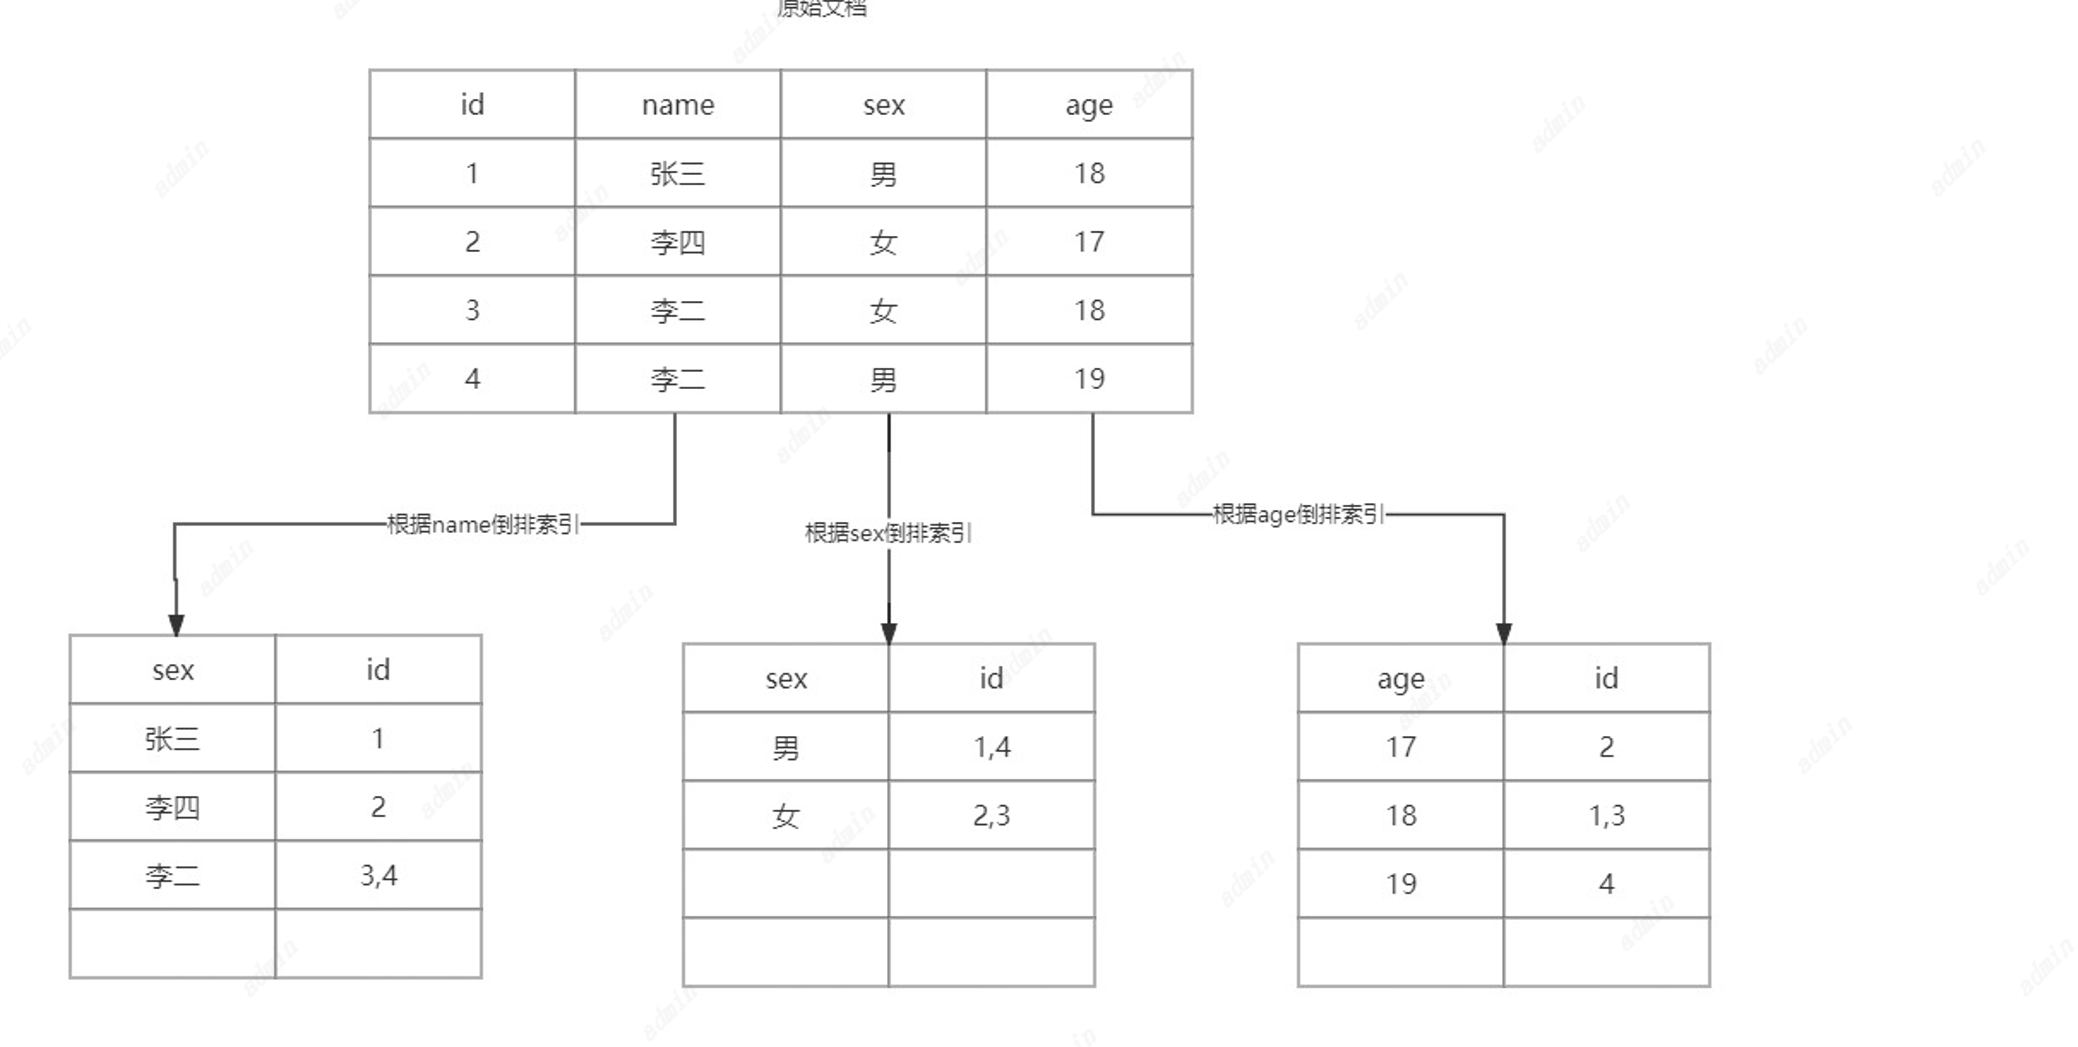 原始文档
id name sex age
1 张三 男 18
2 李四 女 17
3 李二 女 18
4 李二 男 19
根据name倒排索引
根据sex倒排索引
根据age倒排索引
sex id
张三 1
李四 2
李二 3,4
sex id
男 1,4
女 2,3
age id
17 2
18 1,3
19 4
admin